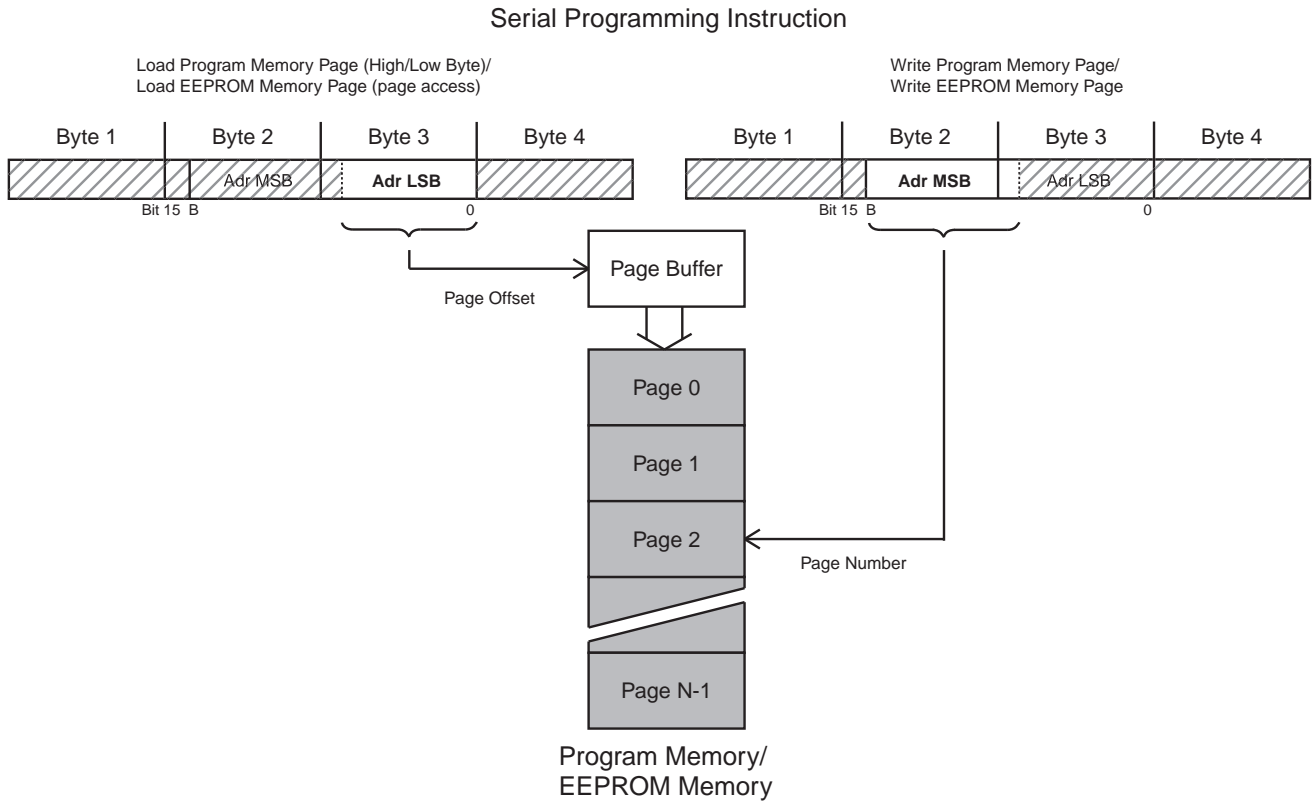 Serial Programming Instruction
Load Program Memory Page (High/Low Byte)/
Load EEPROM Memory Page (page access)
Write Program Memory Page/
Write EEPROM Memory Page
Byte 1 Byte 2 Byte 3 Byte 4
Byte 1 Byte 2 Byte 3 Byte 4
Adr MSB Adr LSB
Adr MSB Adr LSB
Bit 15 B 0
Bit 15 B 0
Page Buffer
Page Offset
Page 0
Page 1
Page 2
Page Number
Page N-1
Program Memory/
EEPROM Memory